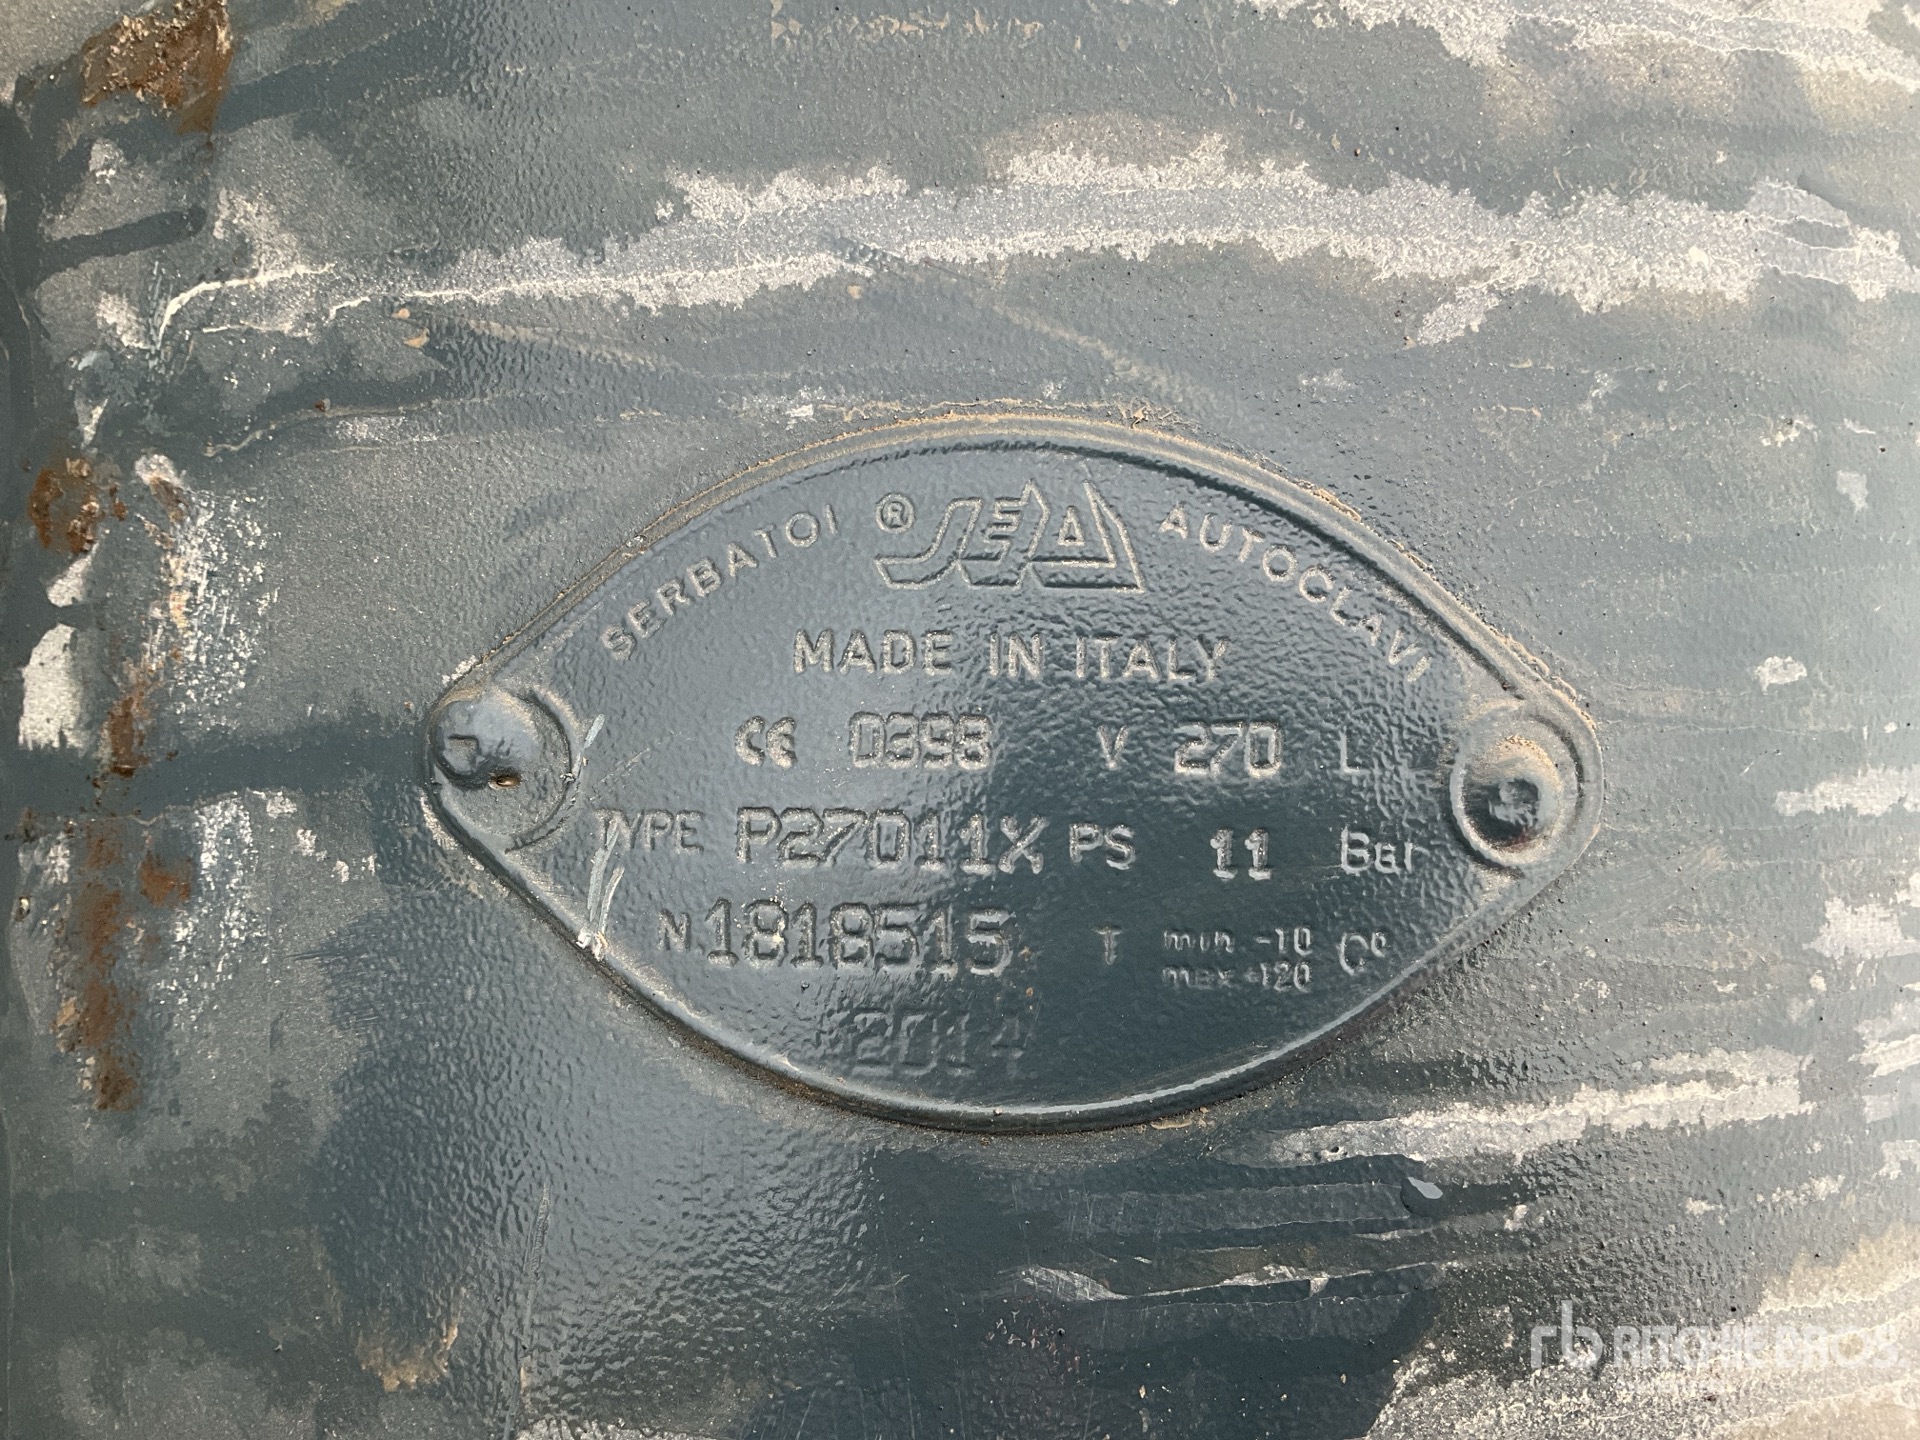 SERBATOI ® SEA AUTOCLAVI
MADE IN ITALY
CE 0398 V 270 L
TYPE P27011X PS 11 Bar
N 1818515 T min -10 C°
max +120
2014
rb RITCHIE BROS.